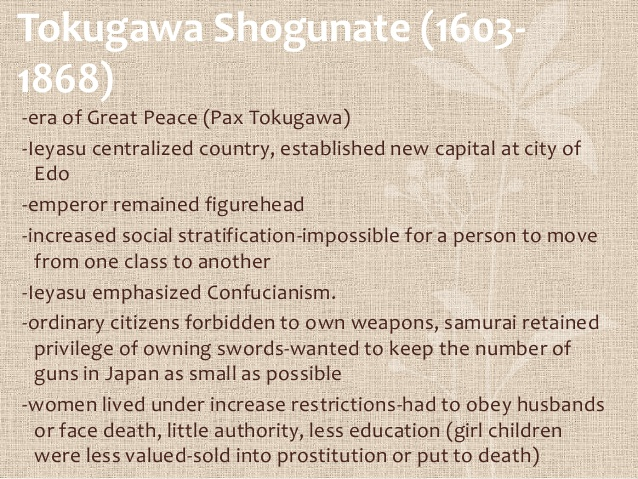 Tokugawa Shogunate (1603-
1868)
-era of Great Peace (Pax Tokugawa)
-Ieyasu centralized country, established new capital at city of
Edo
-emperor remained figurehead
-increased social stratification-impossible for a person to move
from one class to another
-Ieyasu emphasized Confucianism.
-ordinary citizens forbidden to own weapons, samurai retained
privilege of owning swords-wanted to keep the number of
guns in Japan as small as possible
-women lived under increase restrictions-had to obey husbands
or face death, little authority, less education (girl children
were less valued-sold into prostitution or put to death)